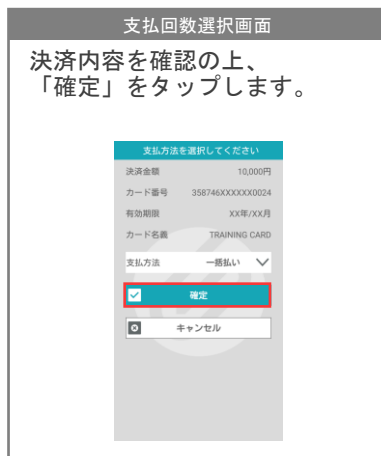 支払回数選択画面
決済内容を確認の上、
「確定」をタップします。
支払方法を選択してください
決済金額 10,000円
カード番号 358746XXXXXX0024
有効期限 XX年/XX月
カード名義 TRAINING CARD
支払方法 一括払い
確定
キャンセル